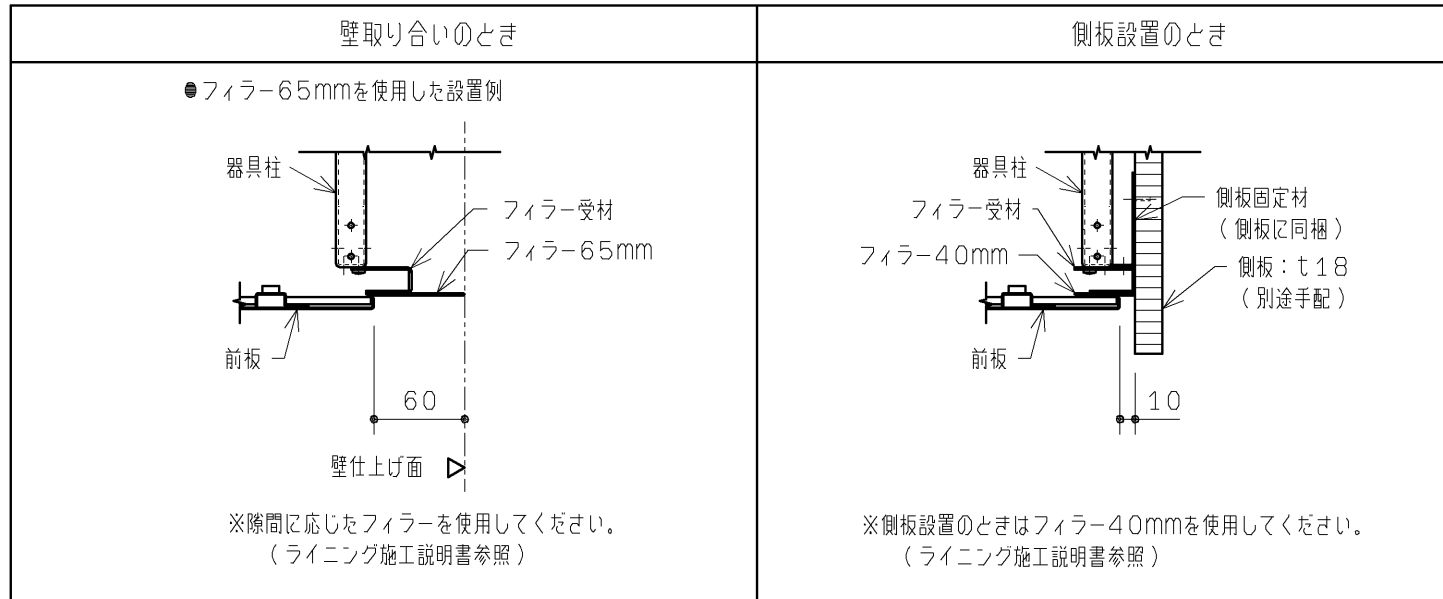 壁取り合いのとき
●フィラー65mmを使用した設置例
器具柱
フィラー受材
フィラー65mm
前板
60
壁仕上げ面
※隙間に応じたフィラーを使用してください。
(ライニング施工説明書参照)
側板設置のとき
器具柱
フィラー受材
フィラー40mm
側板固定材
(側板に同梱)
側板:t18
(別途手配)
前板
10
※側板設置のときはフィラー40mmを使用してください。
(ライニング施工説明書参照)